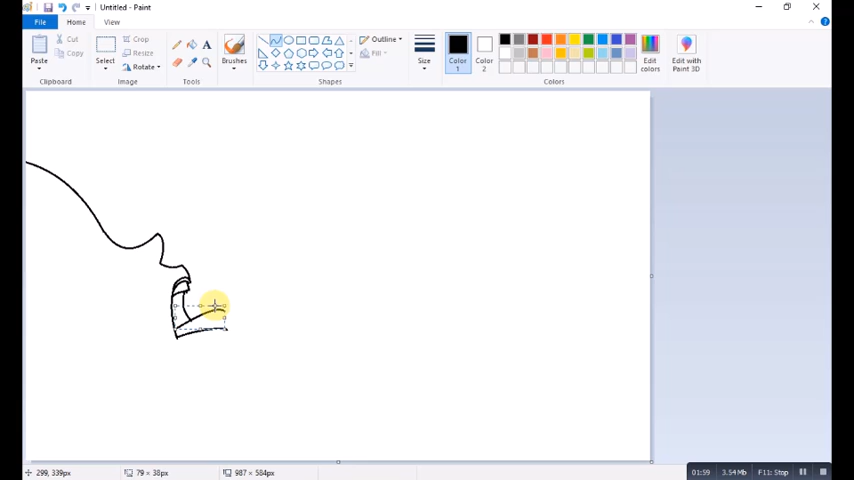 Untitled - Paint
File
Home
View
Paste
Cut
Copy
Clipboard
Select
Crop
Resize
Rotate
Image
A
Tools
Brushes
Outline
Fill
Shapes
Size
Color 1
Color 2
Edit colors
Colors
Edit with Paint 3D
299, 339px
79 × 38px
987 × 584px
01:59
3.54Mb
F11: Stop